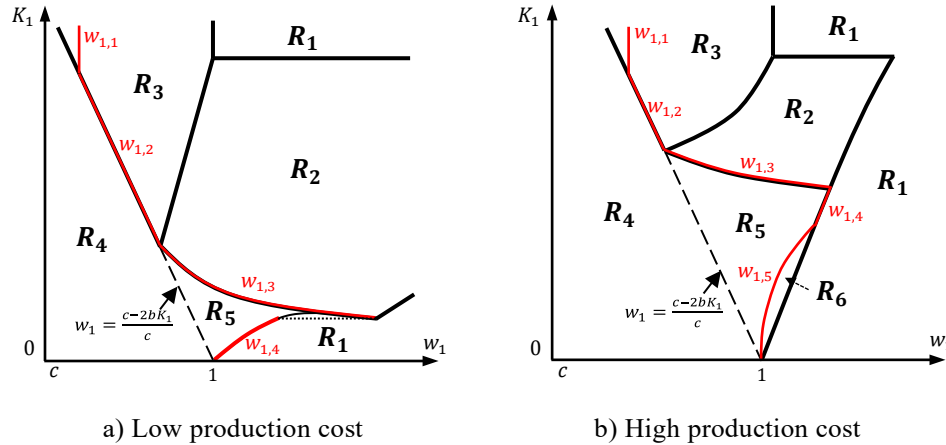 K₁
w₁,₁
R₃
R₁
w₁,₂
R₂
R₄
w₁,₃
R₅
w₁ = (c−2bK₁)/c
R₁
w₁,₄
0
c
1
w₁
a) Low production cost
K₁
w₁,₁
R₃
R₁
w₁,₂
R₂
w₁,₃
R₁
R₄
w₁,₄
R₅
w₁,₅
R₆
w₁ = (c−2bK₁)/c
0
c
1
w
b) High production cost